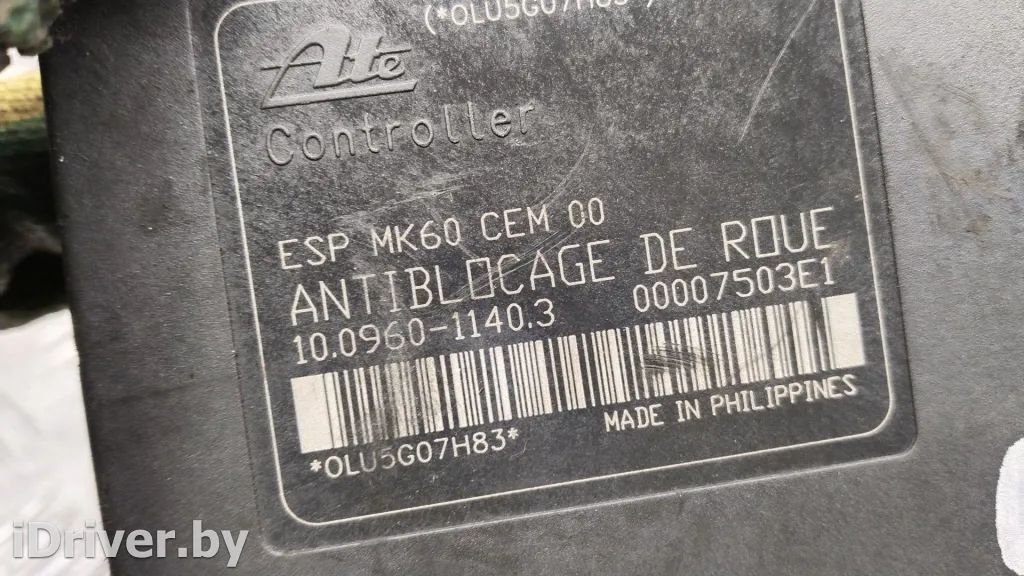 (*OLU5G07H83*)
Ate
Controller
ESP MK60 CEM 00
ANTIBLOCAGE DE ROUE
10.0960-1140.3 00007503E1
MADE IN PHILIPPINES
*OLU5G07H83*
iDriver.by